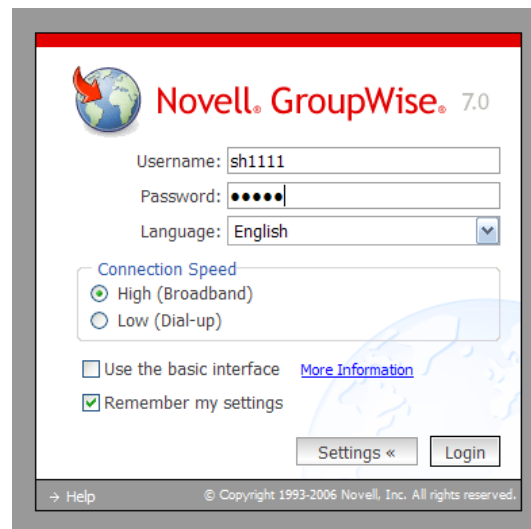 Novell® GroupWise® 7.0
Username: sh1111
Password: •••••
Language: English
Connection Speed
High (Broadband)
Low (Dial-up)
Use the basic interface More Information
Remember my settings
Settings « Login
→ Help © Copyright 1993-2006 Novell, Inc. All rights reserved.